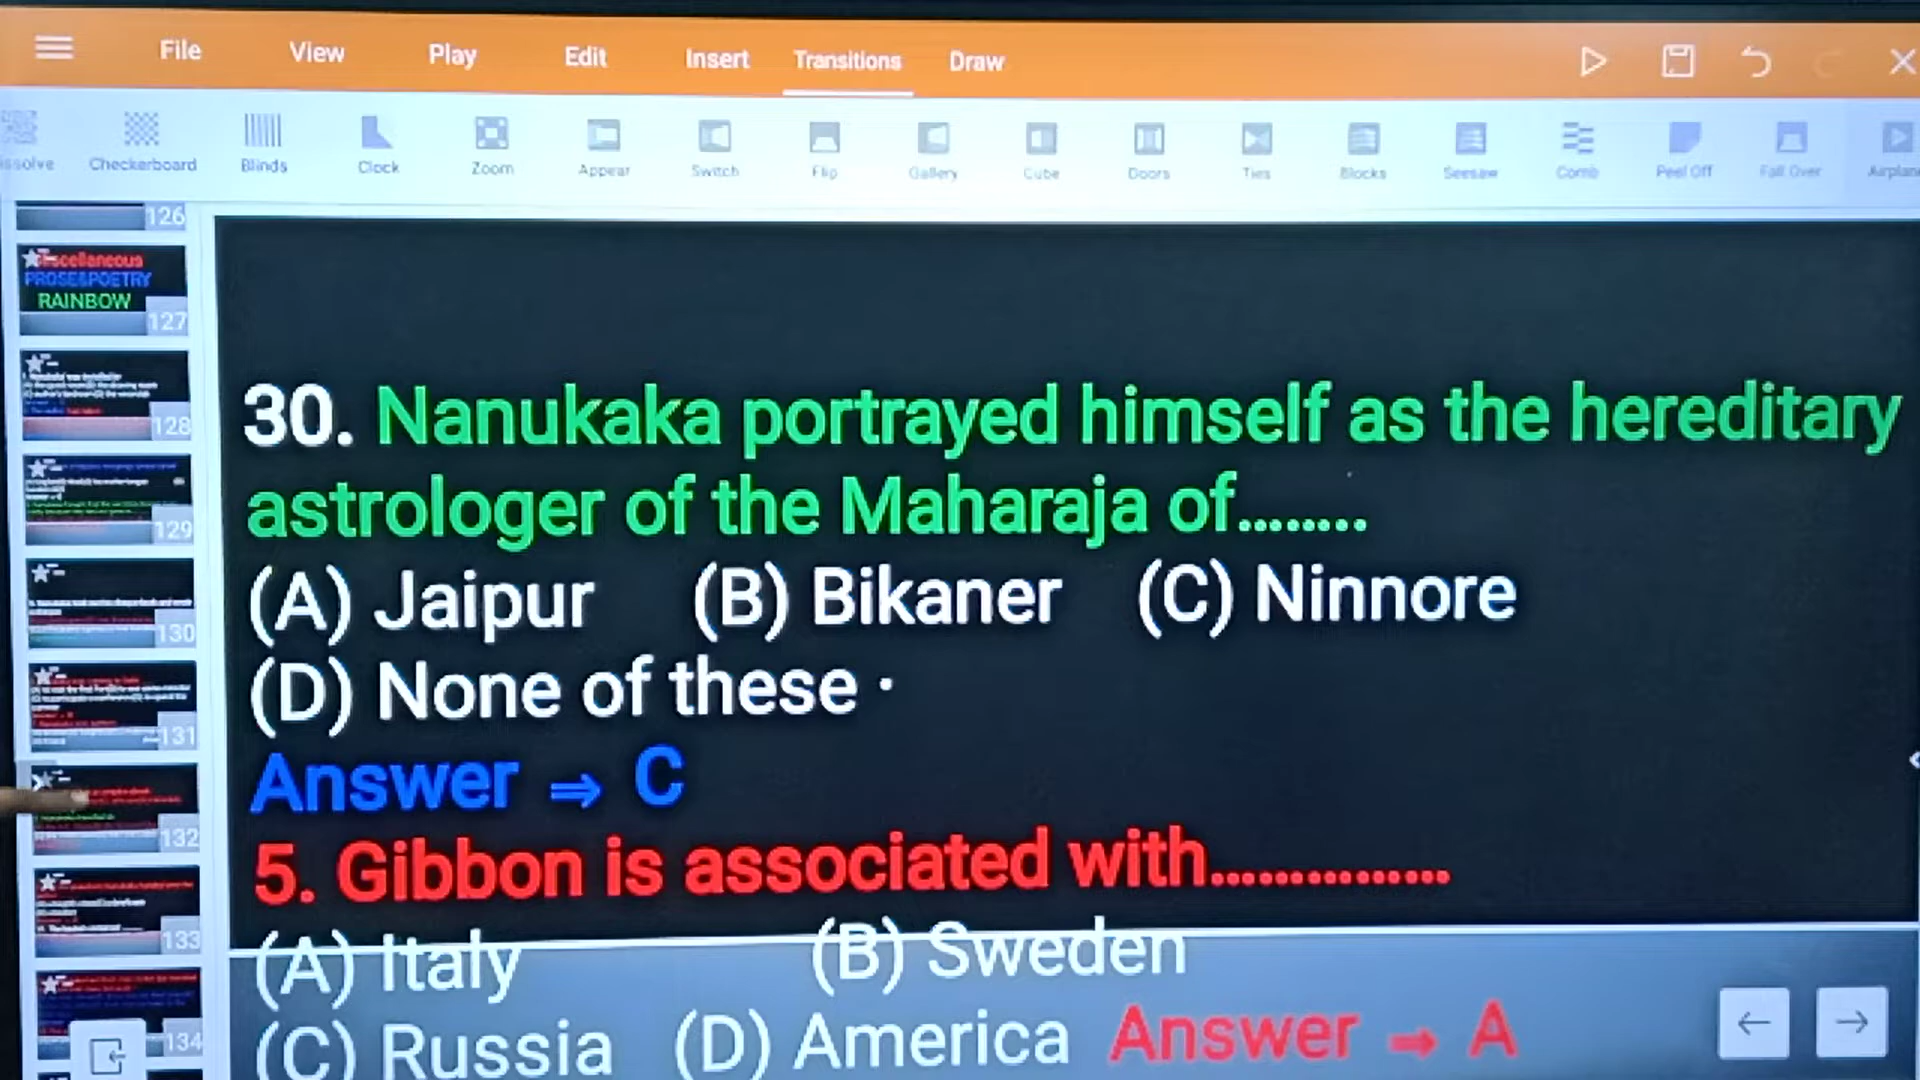 File View Play Edit Insert Transitions Draw
issolve Checkerboard Blinds Clock Zoom Appear Switch Flip Gallery Cube Doors Ties Blocks Seesaw Comb Peel Off Fall Over Airplan
126
scellaneous
PROSE&POETRY
RAINBOW
127
128
129
130
131
132
133
134
30. Nanukaka portrayed himself as the hereditary
astrologer of the Maharaja of........
(A) Jaipur (B) Bikaner (C) Ninnore
(D) None of these ·
Answer ⇒ C
5. Gibbon is associated with...............
(A) Italy (B) Sweden
(C) Russia (D) America Answer ➡ A